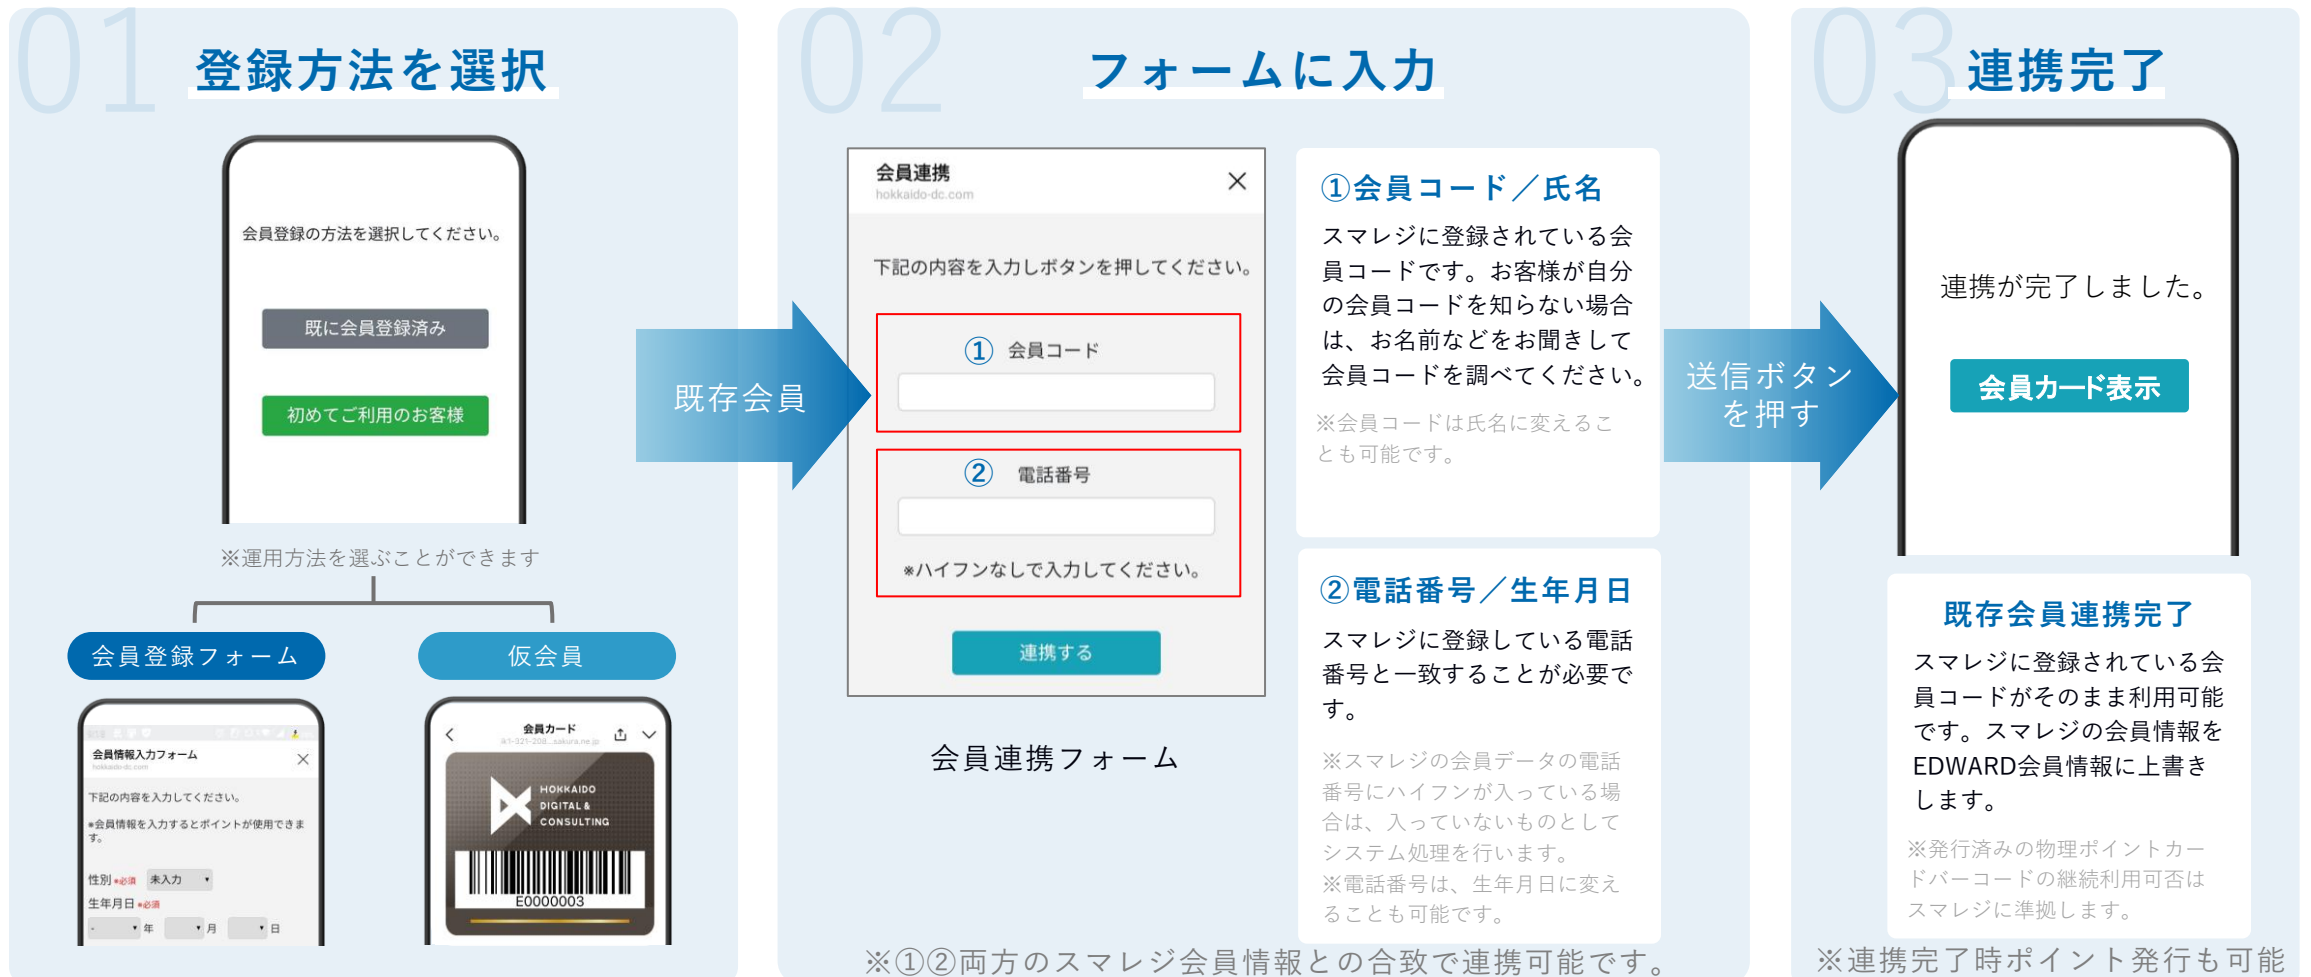 01
登録方法を選択
会員登録の方法を選択してください。
既に会員登録済み
初めてご利用のお客様
※運用方法を選ぶことができます
会員登録フォーム
会員情報入力フォーム
hokkaido-dc.com
下記の内容を入力してください。
※会員情報を入力するとポイントが使用できま
す。
性別 ※必須 未入力
生年月日 ※必須
- 年 月 日
仮会員
会員カード
HOKKAIDO
DIGITAL &
CONSULTING
E0000003
既存会員
02
フォームに入力
会員連携
hokkaido-dc.com
下記の内容を入力しボタンを押してください。
① 会員コード
② 電話番号
※ハイフンなしで入力してください。
連携する
会員連携フォーム
①会員コード／氏名
スマレジに登録されている会
員コードです。お客様が自分
の会員コードを知らない場合
は、お名前などをお聞きして
会員コードを調べてください。
※会員コードは氏名に変えるこ
とも可能です。
②電話番号／生年月日
スマレジに登録している電話
番号と一致することが必要で
す。
※スマレジの会員データの電話
番号にハイフンが入っている場
合は、入っていないものとして
システム処理を行います。
※電話番号は、生年月日に変え
ることも可能です。
※①②両方のスマレジ会員情報との合致で連携可能です。
送信ボタン
を押す
03
連携完了
連携が完了しました。
会員カード表示
既存会員連携完了
スマレジに登録されている会
員コードがそのまま利用可能
です。スマレジの会員情報を
EDWARD会員情報に上書き
します。
※発行済みの物理ポイントカー
ドバーコードの継続利用可否は
スマレジに準拠します。
※連携完了時ポイント発行も可能